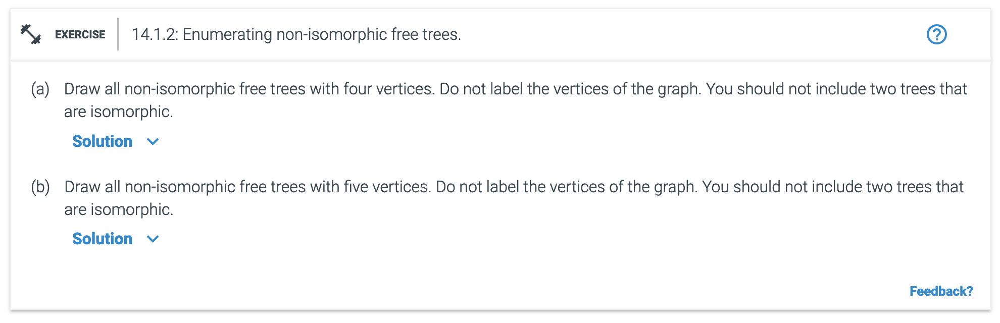 EXERCISE 14.1.2: Enumerating non-isomorphic free trees. ?
(a) Draw all non-isomorphic free trees with four vertices. Do not label the vertices of the graph. You should not include two trees that
are isomorphic.
Solution
(b) Draw all non-isomorphic free trees with five vertices. Do not label the vertices of the graph. You should not include two trees that
are isomorphic.
Solution
Feedback?